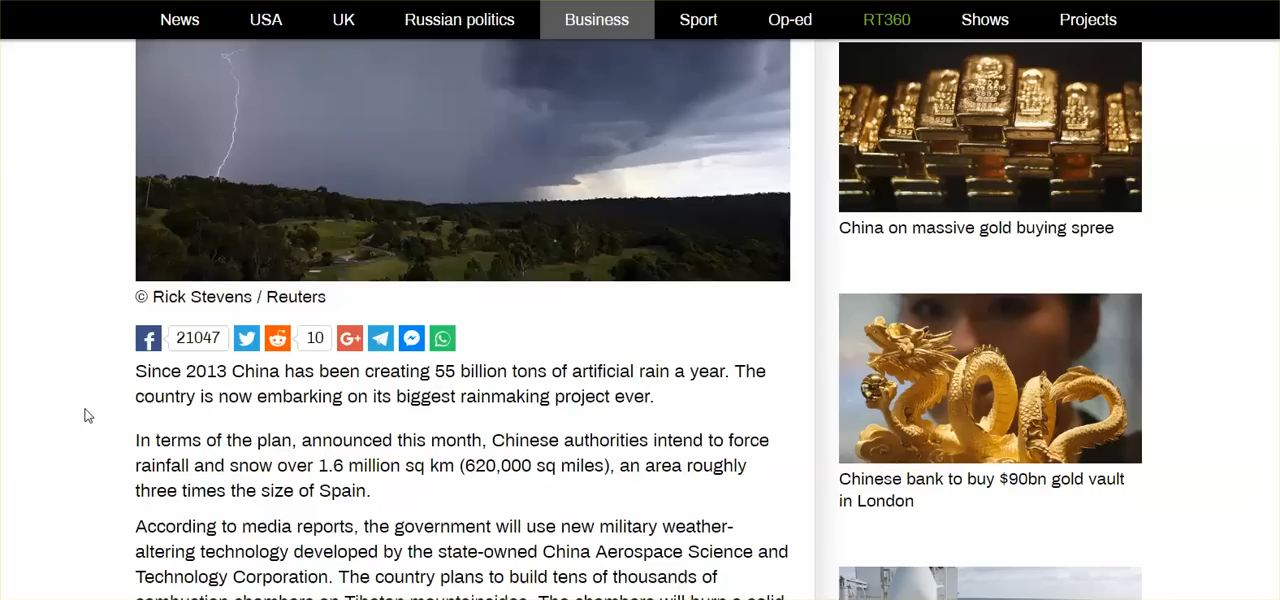 News USA UK Russian politics Business Sport Op-ed RT360 Shows Projects
© Rick Stevens / Reuters
21047 10
Since 2013 China has been creating 55 billion tons of artificial rain a year. The
country is now embarking on its biggest rainmaking project ever.
In terms of the plan, announced this month, Chinese authorities intend to force
rainfall and snow over 1.6 million sq km (620,000 sq miles), an area roughly
three times the size of Spain.
According to media reports, the government will use new military weather-
altering technology developed by the state-owned China Aerospace Science and
Technology Corporation. The country plans to build tens of thousands of
China on massive gold buying spree
Chinese bank to buy $90bn gold vault
in London